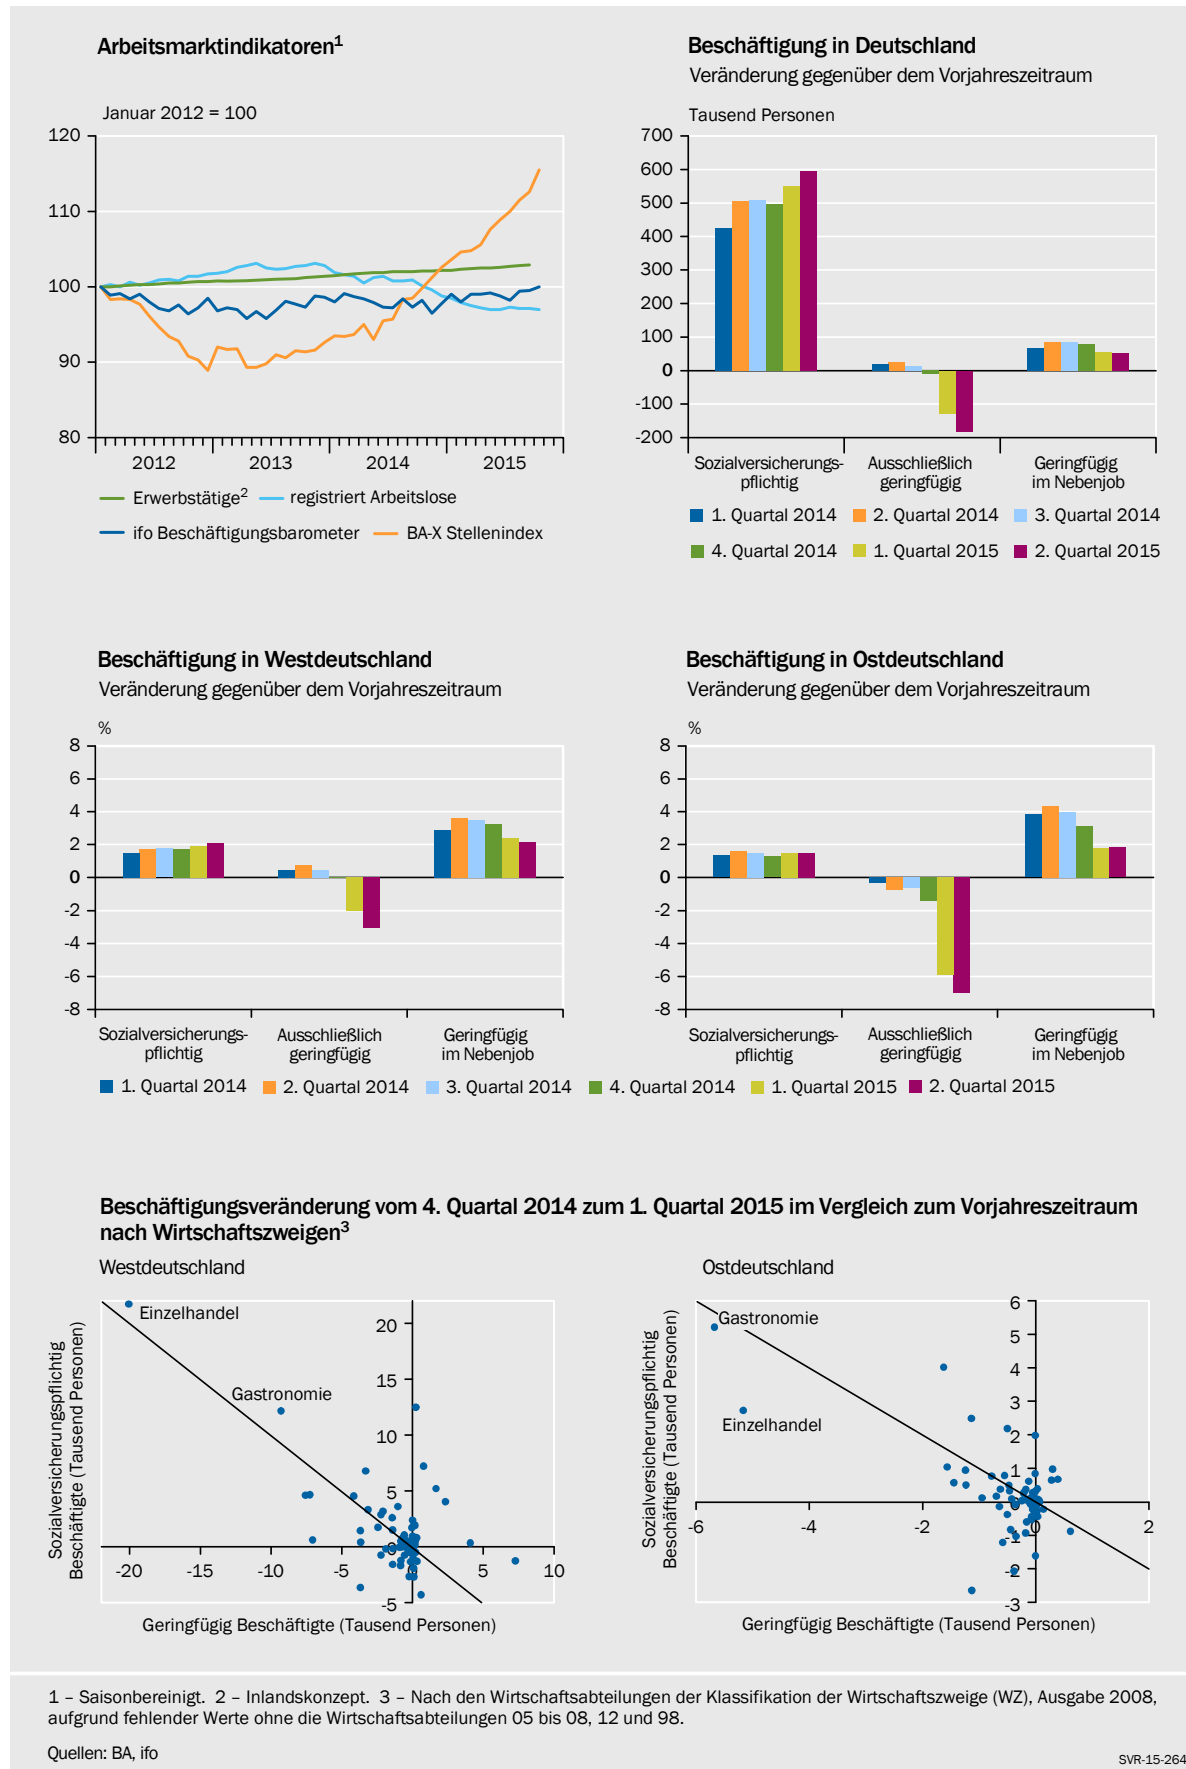 Arbeitsmarktindikatoren1
Januar 2012 = 100
120
110
100
90
80
2012 2013 2014 2015
Erwerbstätige2 registriert Arbeitslose
ifo Beschäftigungsbarometer BA-X Stellenindex
Beschäftigung in Deutschland
Veränderung gegenüber dem Vorjahreszeitraum
Tausend Personen
700
600
500
400
300
200
100
0
-100
-200
Sozialversicherungs-
pflichtig
Ausschließlich
geringfügig
Geringfügig
im Nebenjob
1. Quartal 2014 2. Quartal 2014 3. Quartal 2014
4. Quartal 2014 1. Quartal 2015 2. Quartal 2015
Beschäftigung in Westdeutschland
Veränderung gegenüber dem Vorjahreszeitraum
%
8
6
4
2
0
-2
-4
-6
-8
Sozialversicherungs-
pflichtig
Ausschließlich
geringfügig
Geringfügig
im Nebenjob
Beschäftigung in Ostdeutschland
Veränderung gegenüber dem Vorjahreszeitraum
%
8
6
4
2
0
-2
-4
-6
-8
Sozialversicherungs-
pflichtig
Ausschließlich
geringfügig
Geringfügig
im Nebenjob
1. Quartal 2014 2. Quartal 2014 3. Quartal 2014 4. Quartal 2014 1. Quartal 2015 2. Quartal 2015
Beschäftigungsveränderung vom 4. Quartal 2014 zum 1. Quartal 2015 im Vergleich zum Vorjahreszeitraum
nach Wirtschaftszweigen3
Westdeutschland
Sozialversicherungspflichtig
Beschäftigte (Tausend Personen)
Einzelhandel
Gastronomie
20
15
10
5
0
-5
-20 -15 -10 -5 0 5 10
Geringfügig Beschäftigte (Tausend Personen)
Ostdeutschland
Sozialversicherungspflichtig
Beschäftigte (Tausend Personen)
Gastronomie
Einzelhandel
6
5
4
3
2
1
0
-1
-2
-3
-6 -4 -2 0 2
Geringfügig Beschäftigte (Tausend Personen)
1 – Saisonbereinigt. 2 – Inlandskonzept. 3 – Nach den Wirtschaftsabteilungen der Klassifikation der Wirtschaftszweige (WZ), Ausgabe 2008,
aufgrund fehlender Werte ohne die Wirtschaftsabteilungen 05 bis 08, 12 und 98.
Quellen: BA, ifo
SVR-15-264